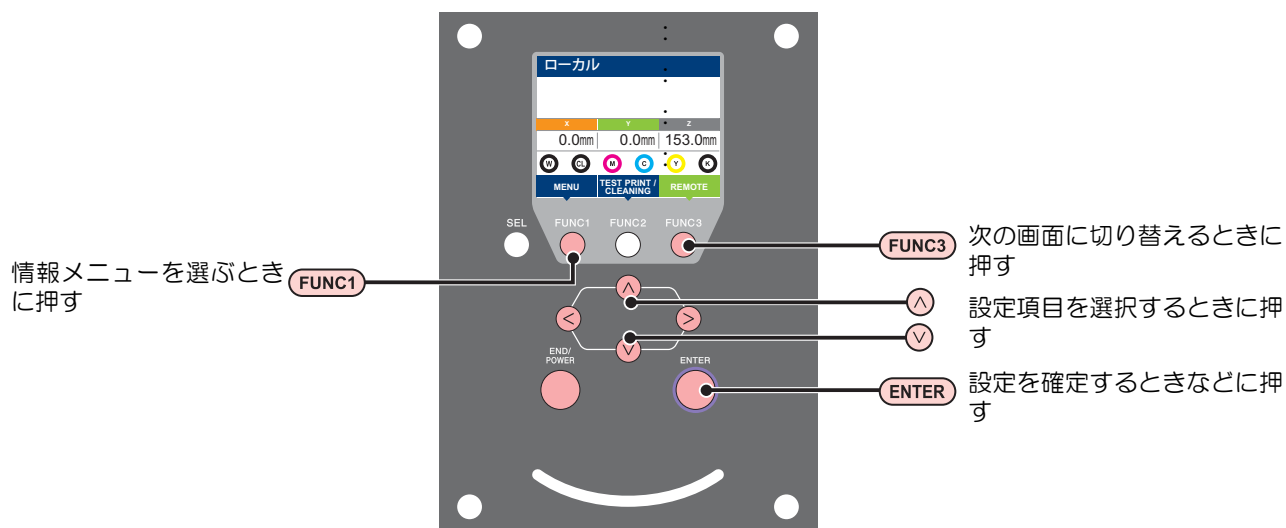 ローカル
X Y Z
0.0mm 0.0mm 153.0mm
W CL M C Y K
MENU TEST PRINT / CLEANING REMOTE
SEL FUNC1 FUNC2 FUNC3
情報メニューを選ぶとき
に押す
FUNC1
FUNC3
次の画面に切り替えるときに
押す
設定項目を選択するときに押
す
END/
POWER
ENTER
ENTER
設定を確定するときなどに押
す